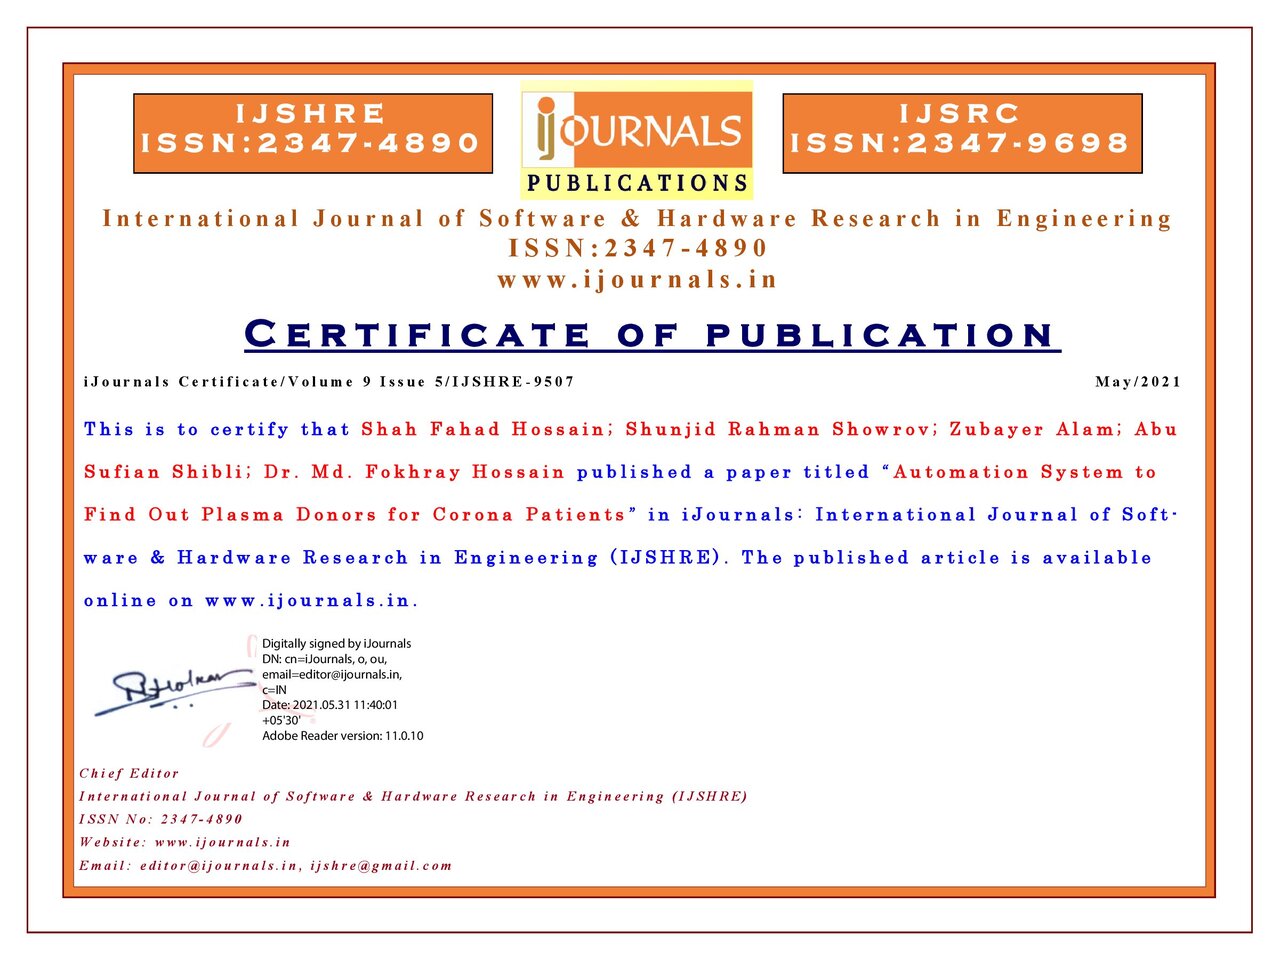 IJSHRE
ISSN:2347-4890
ijOURNALS
PUBLICATIONS
IJSRC
ISSN:2347-9698
International Journal of Software & Hardware Research in Engineering
ISSN:2347-4890
www.ijournals.in
Certificate of publication
iJournals Certificate/Volume 9 Issue 5/IJSHRE-9507
May/2021
This is to certify that Shah Fahad Hossain; Shunjid Rahman Showrov; Zubayer Alam; Abu
Sufian Shibli; Dr. Md. Fokhray Hossain published a paper titled “Automation System to
Find Out Plasma Donors for Corona Patients” in iJournals: International Journal of Soft-
ware & Hardware Research in Engineering (IJSHRE). The published article is available
online on www.ijournals.in.
Digitally signed by iJournals
DN: cn=iJournals, o, ou,
email=editor@ijournals.in,
c=IN
Date: 2021.05.31 11:40:01
+05'30'
Adobe Reader version: 11.0.10
Chief Editor
International Journal of Software & Hardware Research in Engineering (IJSHRE)
ISSN No: 2347-4890
Website: www.ijournals.in
Email: editor@ijournals.in, ijshre@gmail.com